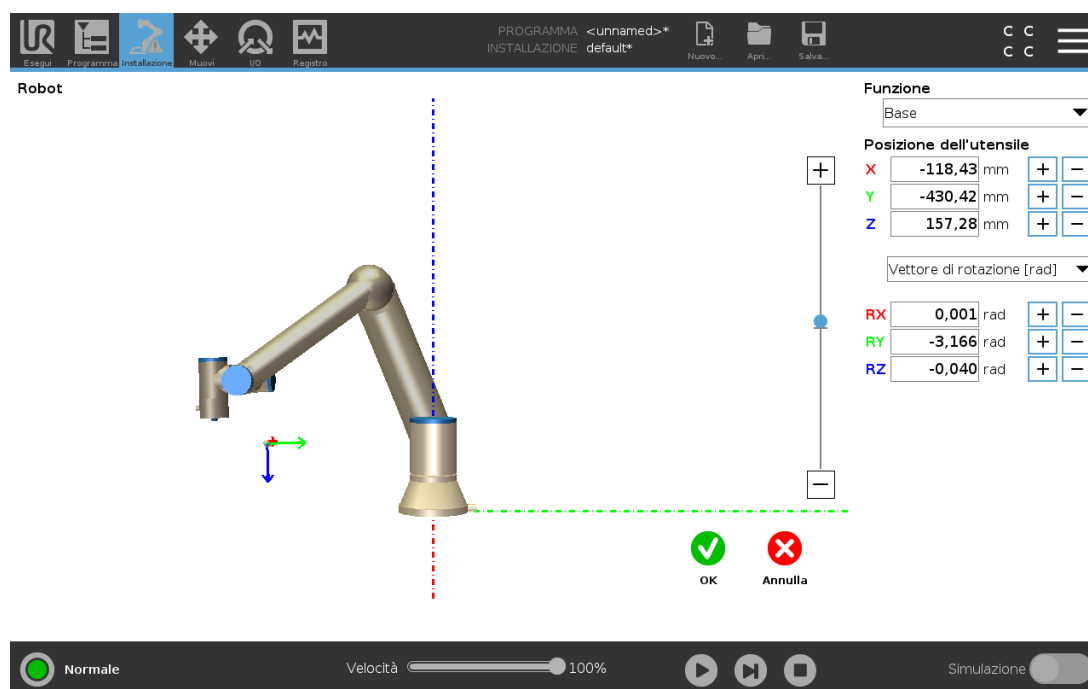 UR
PROGRAMMA <unnamed>*
INSTALLAZIONE default*
Esegui
Programma
Installazione
Muovi
I/O
Registro
Nuovo...
Apri...
Salva...
C C
C C
Robot
Funzione
Base
Posizione dell'utensile
X -118,43 mm + −
Y -430,42 mm + −
Z 157,28 mm + −
Vettore di rotazione [rad]
RX 0,001 rad + −
RY -3,166 rad + −
RZ -0,040 rad + −
+
−
OK
Annulla
Normale
Velocità
100%
Simulazione